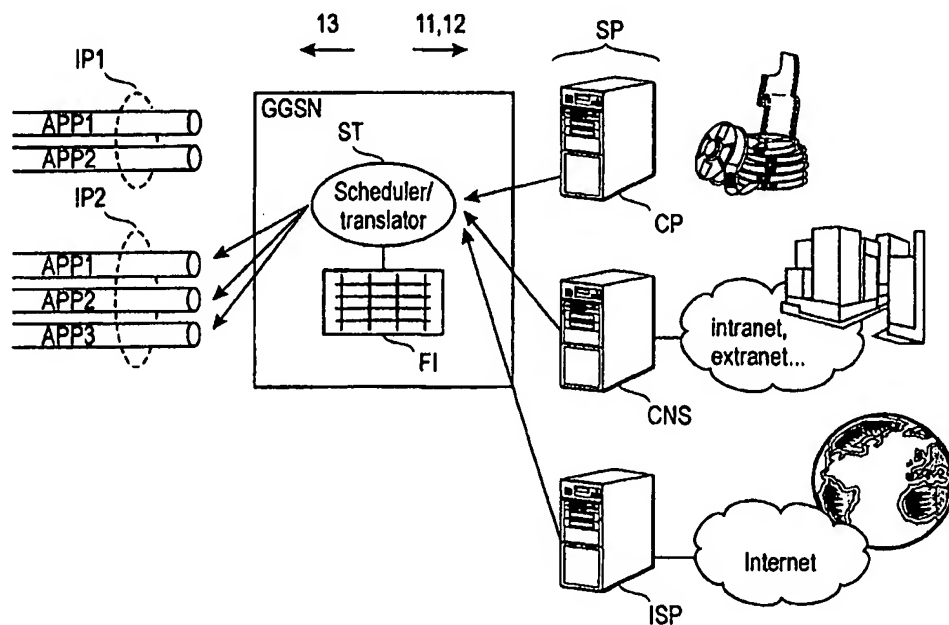 13
11,12
SP
IP1
APP1
APP2
GGSN
ST
Scheduler/
translator
CP
IP2
APP1
APP2
APP3
FI
intranet,
extranet...
CNS
Internet
ISP